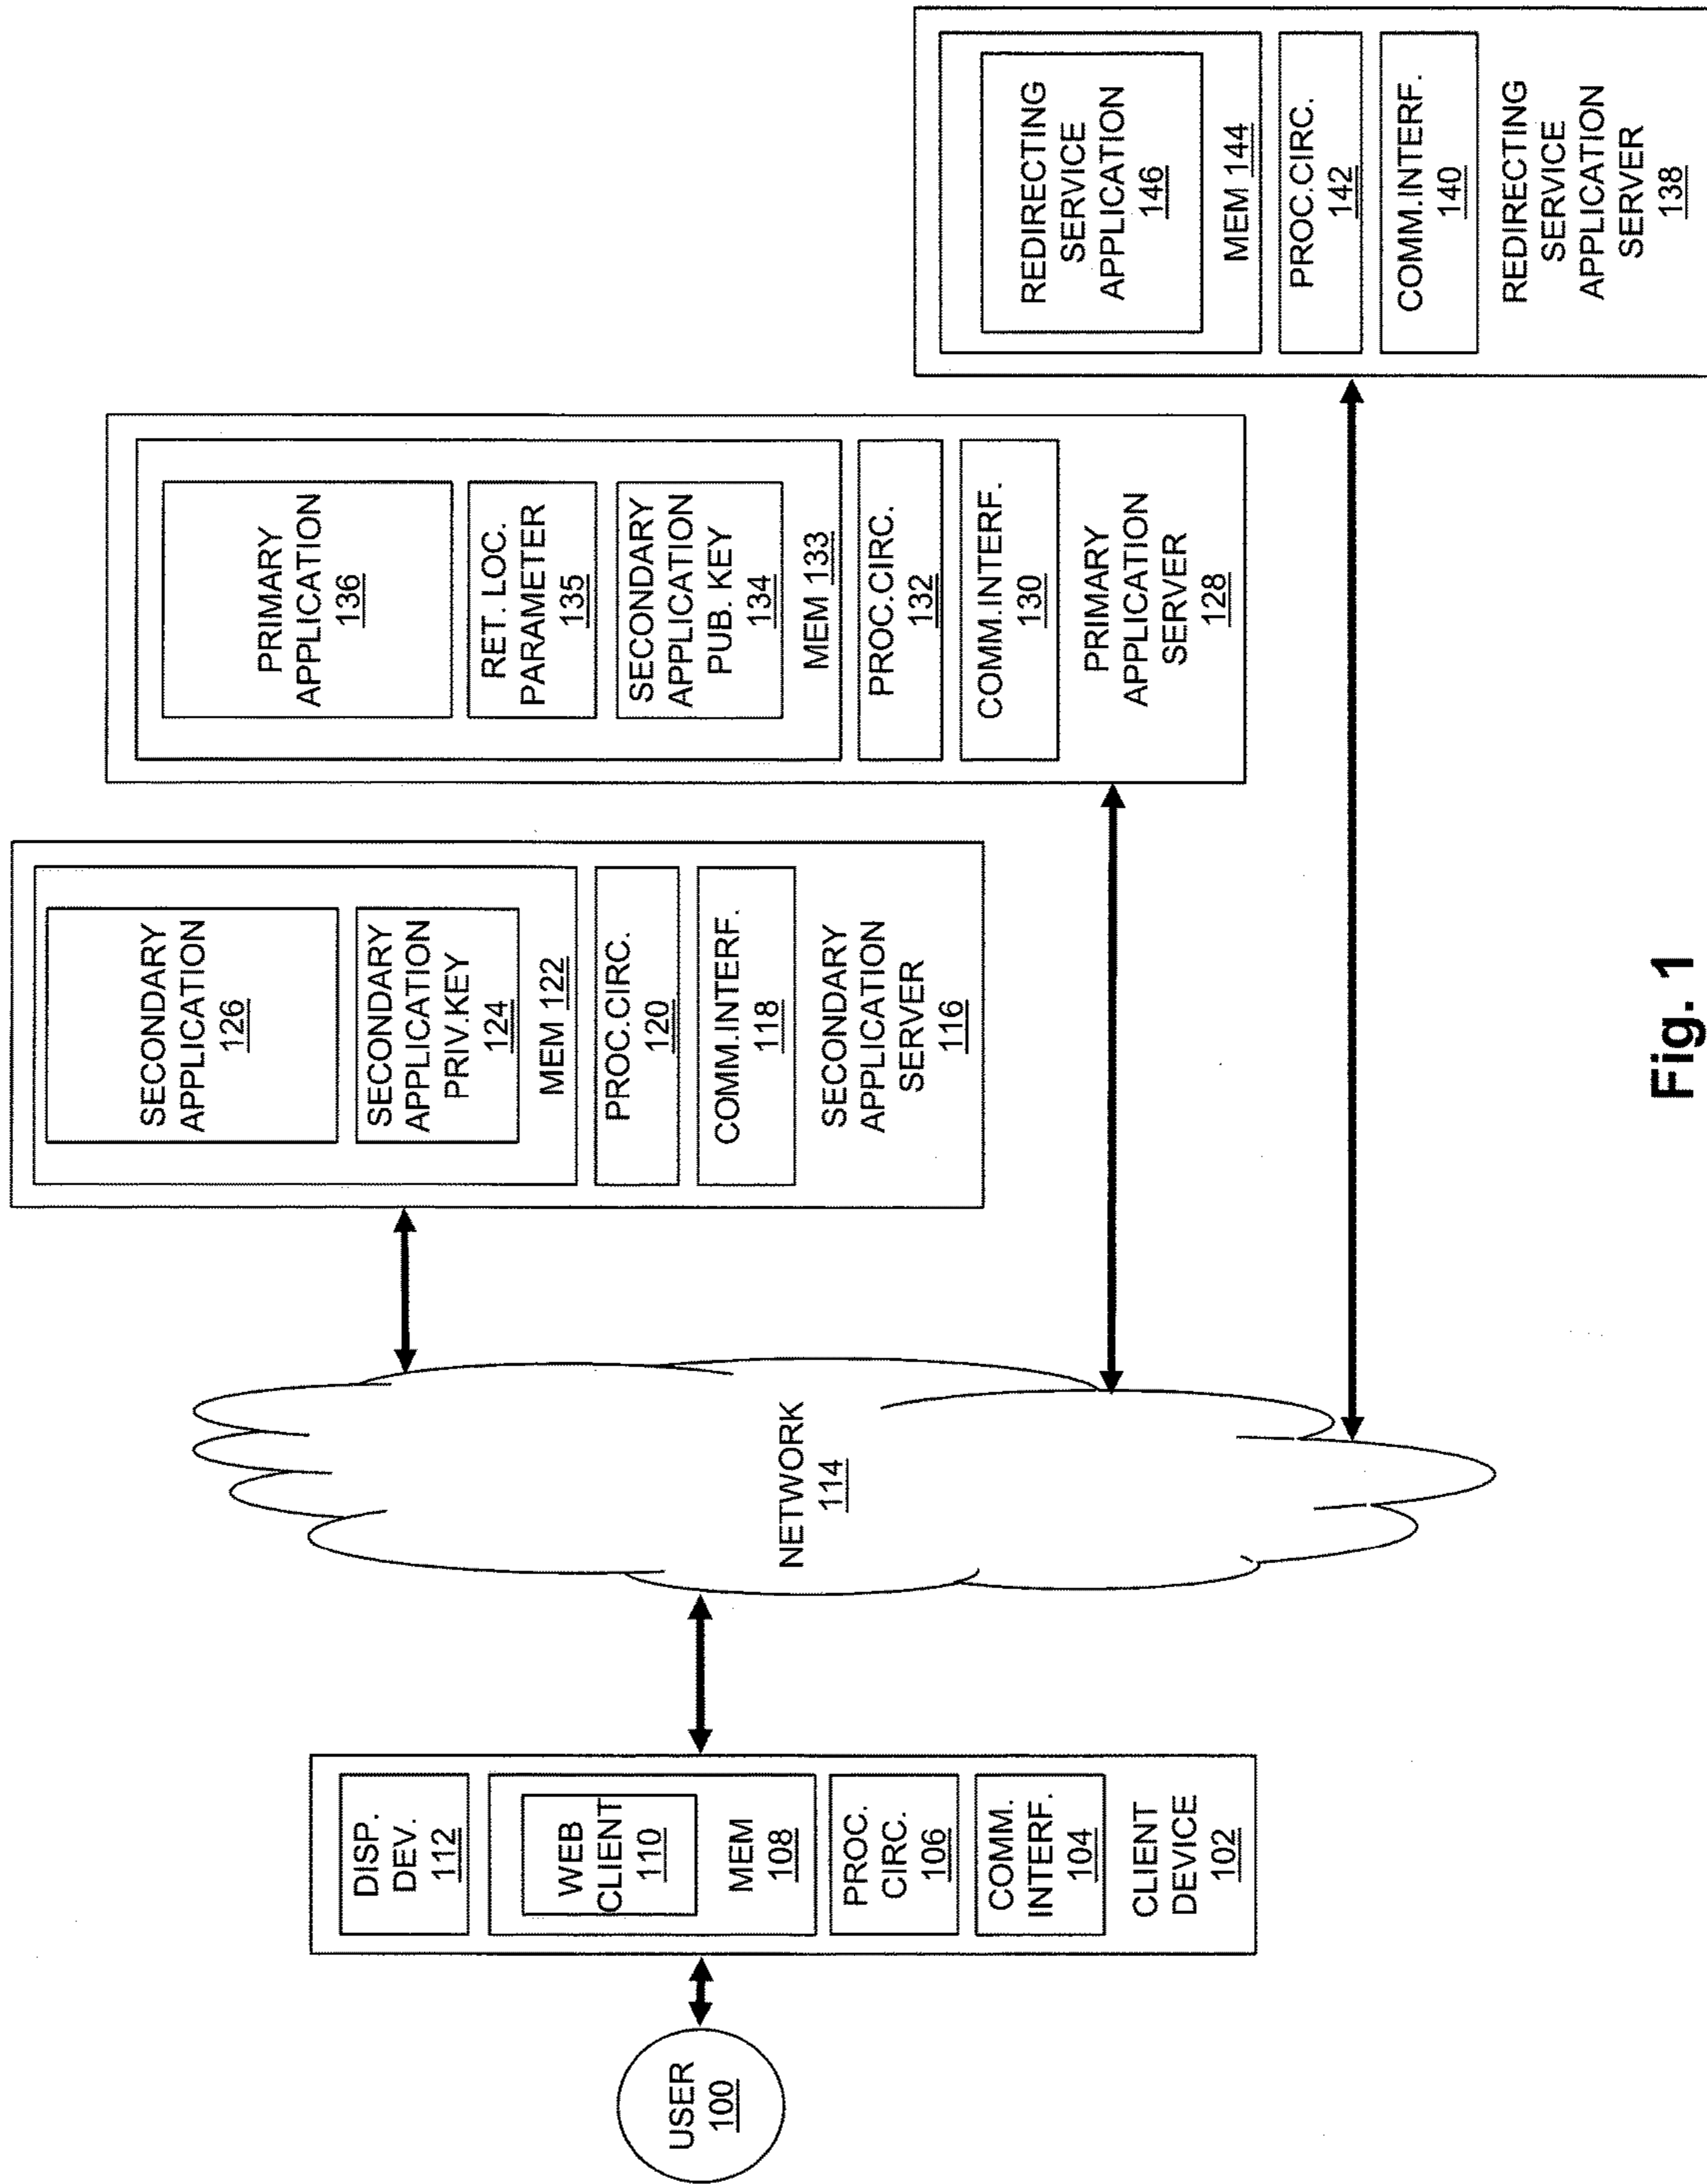 USER
100
DISP.
DEV.
112
WEB
CLIENT
110
MEM
108
PROC.
CIRC.
106
COMM.
INTERF.
104
CLIENT
DEVICE
102
NETWORK
114
SECONDARY
APPLICATION
126
SECONDARY
APPLICATION
PRIV.KEY
124
MEM 122
PROC.CIRC.
120
COMM.INTERF.
118
SECONDARY
APPLICATION
SERVER
116
PRIMARY
APPLICATION
136
RET. LOC.
PARAMETER
135
SECONDARY
APPLICATION
PUB. KEY
134
MEM 133
PROC.CIRC.
132
COMM.INTERF.
130
PRIMARY
APPLICATION
SERVER
128
REDIRECTING
SERVICE
APPLICATION
146
MEM 144
PROC.CIRC.
142
COMM.INTERF.
140
REDIRECTING
SERVICE
APPLICATION
SERVER
138
Fig. 1